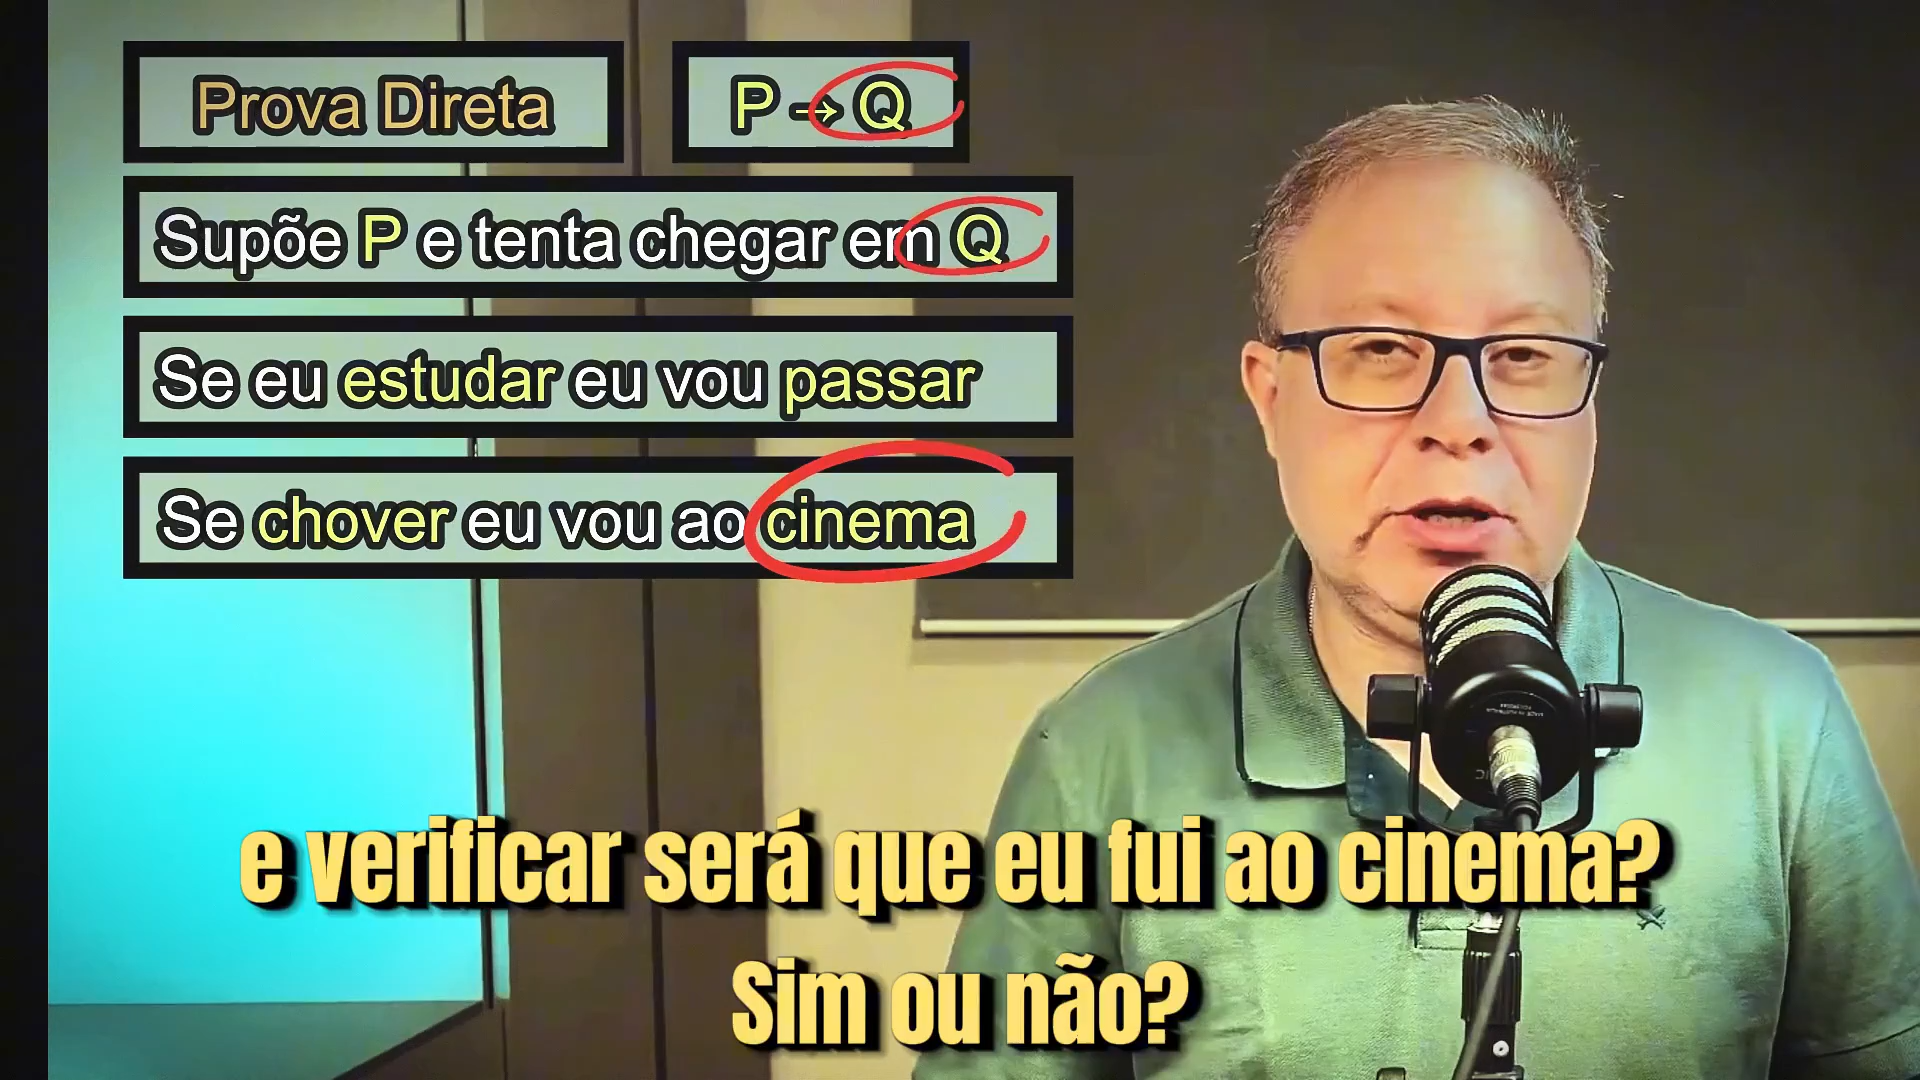 Prova Direta
P → Q
Supõe P e tenta chegar em Q
Se eu estudar eu vou passar
Se chover eu vou ao cinema
e verificar será que eu fui ao cinema?
Sim ou não?